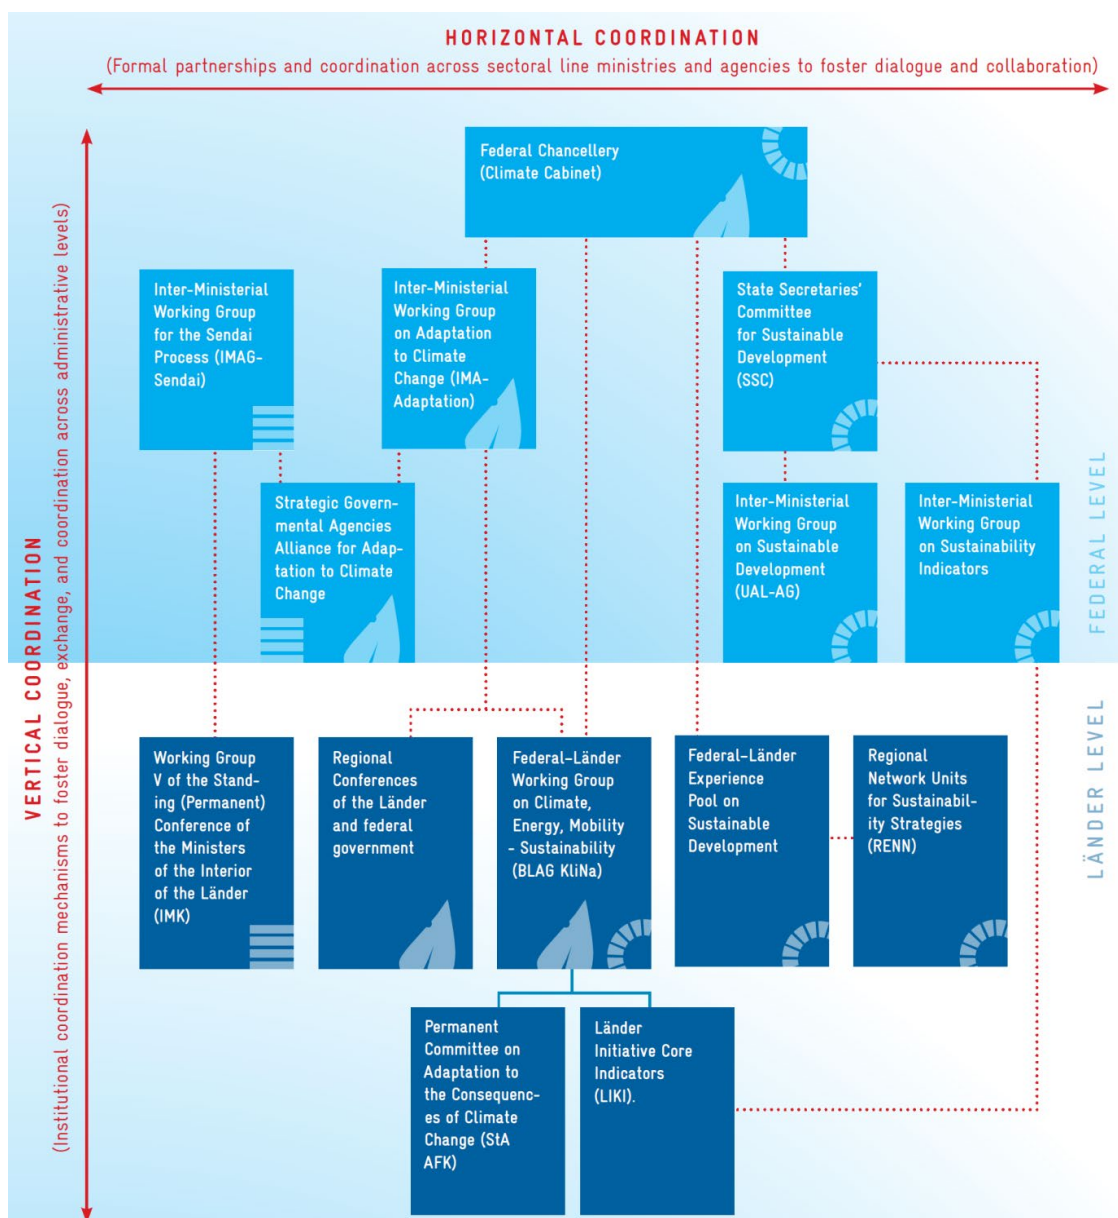 HORIZONTAL COORDINATION
(Formal partnerships and coordination across sectoral line ministries and agencies to foster dialogue and collaboration)
VERTICAL COORDINATION
(Institutional coordination mechanisms to foster dialogue, exchange, and coordination across administrative levels)
Federal Chancellery
(Climate Cabinet)
Inter-Ministerial
Working Group
for the Sendai
Process (IMAG-
Sendai)
Inter-Ministerial
Working Group
on Adaptation
to Climate
Change (IMA-
Adaptation)
State Secretaries'
Committee
for Sustainable
Development
(SSC)
Strategic Govern-
mental Agencies
Alliance for Adap-
tation to Climate
Change
Inter-Ministerial
Working Group
on Sustainable
Development
(UAL-AG)
Inter-Ministerial
Working Group
on Sustainability
Indicators
FEDERAL LEVEL
LÄNDER LEVEL
Working Group
V of the Stand-
ing (Permanent)
Conference of
the Ministers
of the Interior
of the Länder
(IMK)
Regional
Conferences
of the Länder
and federal
government
Federal-Länder
Working Group
on Climate,
Energy, Mobility
- Sustainability
(BLAG KliNa)
Federal-Länder
Experience
Pool on
Sustainable
Development
Regional
Network Units
for Sustainabil-
ity Strategies
(RENN)
Permanent
Committee on
Adaptation to
the Consequenc-
es of Climate
Change (StA
AFK)
Länder
Initiative Core
Indicators
(LIKI).